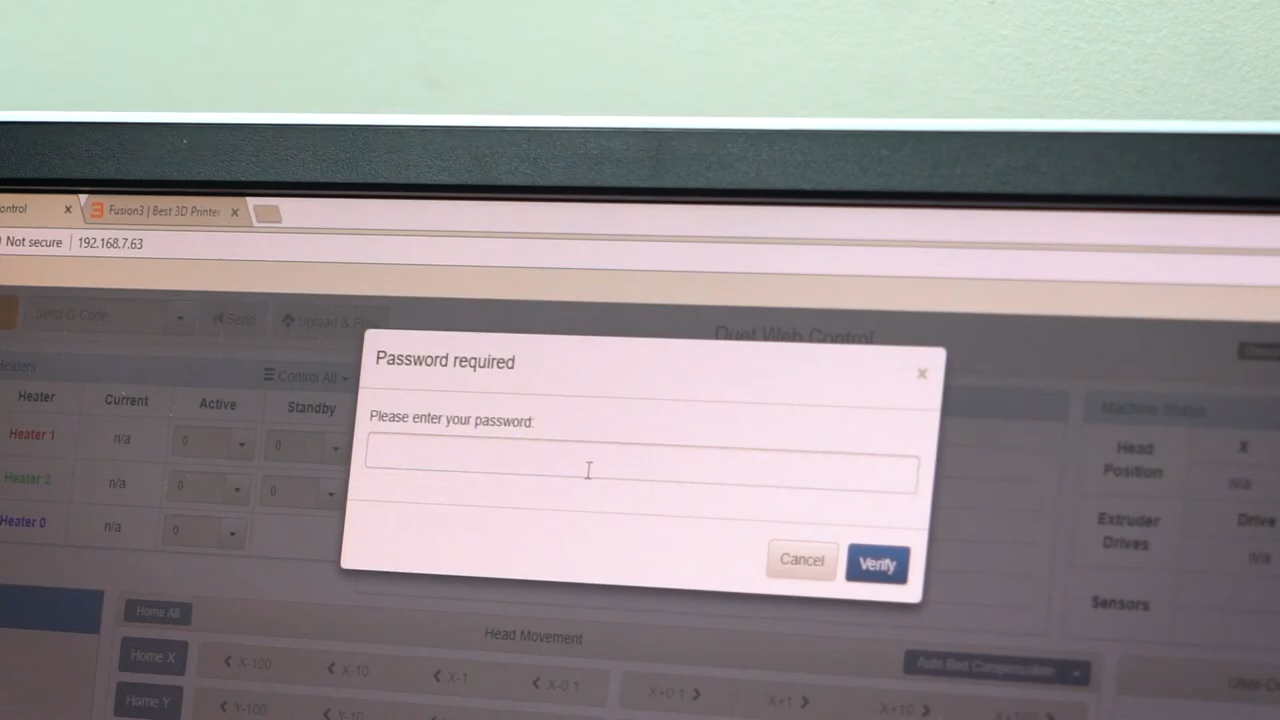 ontrol × Fusion3 | Best 3D Printer ×
Not secure | 192.168.7.63
Send G-Code Send Upload &
Duet Web Control
Heaters Control All
Machine Status
Heater Current Active Standby
Heater 1 n/a 0 0
Heater 2 n/a 0 0
Heater 0 n/a 0
Password required ×
Please enter your password:
Cancel Verify
Head Position X
n/a
Extruder Drives Drive
n/a
Sensors
Home All
Head Movement
Auto Bed Compensation
Home X X-100 X-10 X-1 X-0.1 X+0.1 X+1 X+10 X+100
Home Y Y-100 Y-10